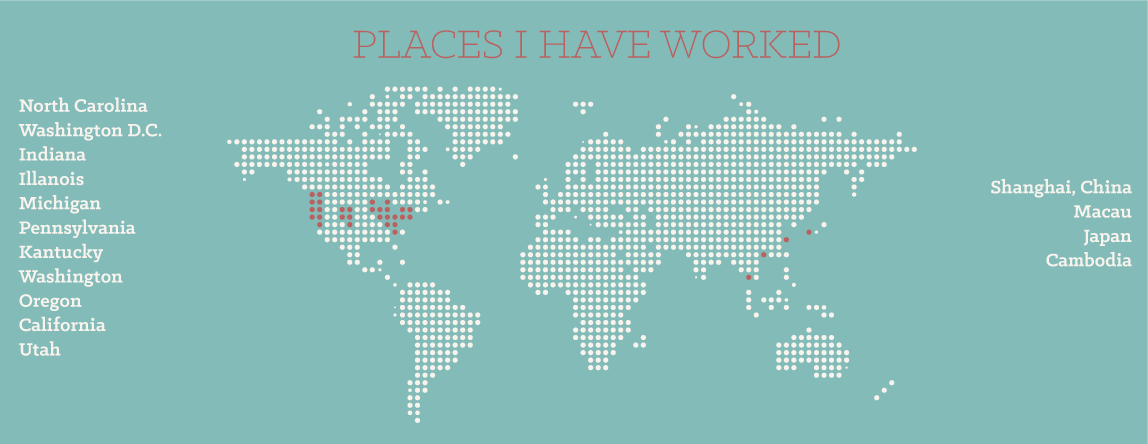 PLACES I HAVE WORKED
North Carolina
Washington D.C.
Indiana
Illanois
Michigan
Pennsylvania
Kantucky
Washington
Oregon
California
Utah
Shanghai, China
Macau
Japan
Cambodia